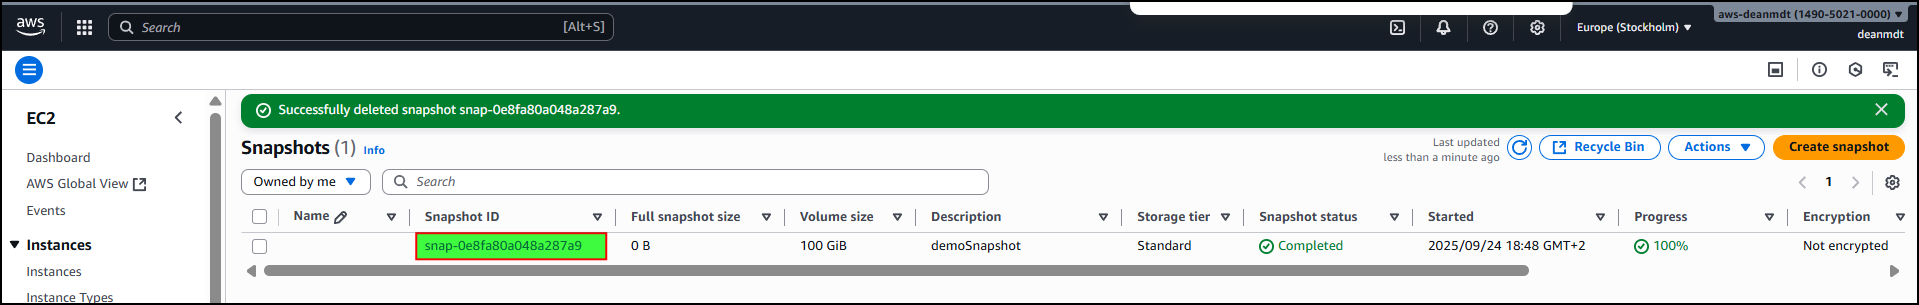 aws
Search [Alt+S]
Europe (Stockholm)
aws-deanmdt (1490-5021-0000)
deanmdt
EC2
Dashboard
AWS Global View
Events
Instances
Instances
Instance Types
Successfully deleted snapshot snap-0e8fa80a048a287a9.
Snapshots (1) Info
Last updated
less than a minute ago
Recycle Bin
Actions
Create snapshot
Owned by me
Search
1
Name Snapshot ID Full snapshot size Volume size Description Storage tier Snapshot status Started Progress Encryption
snap-0e8fa80a048a287a9 0 B 100 GiB demoSnapshot Standard Completed 2025/09/24 18:48 GMT+2 100% Not encrypted